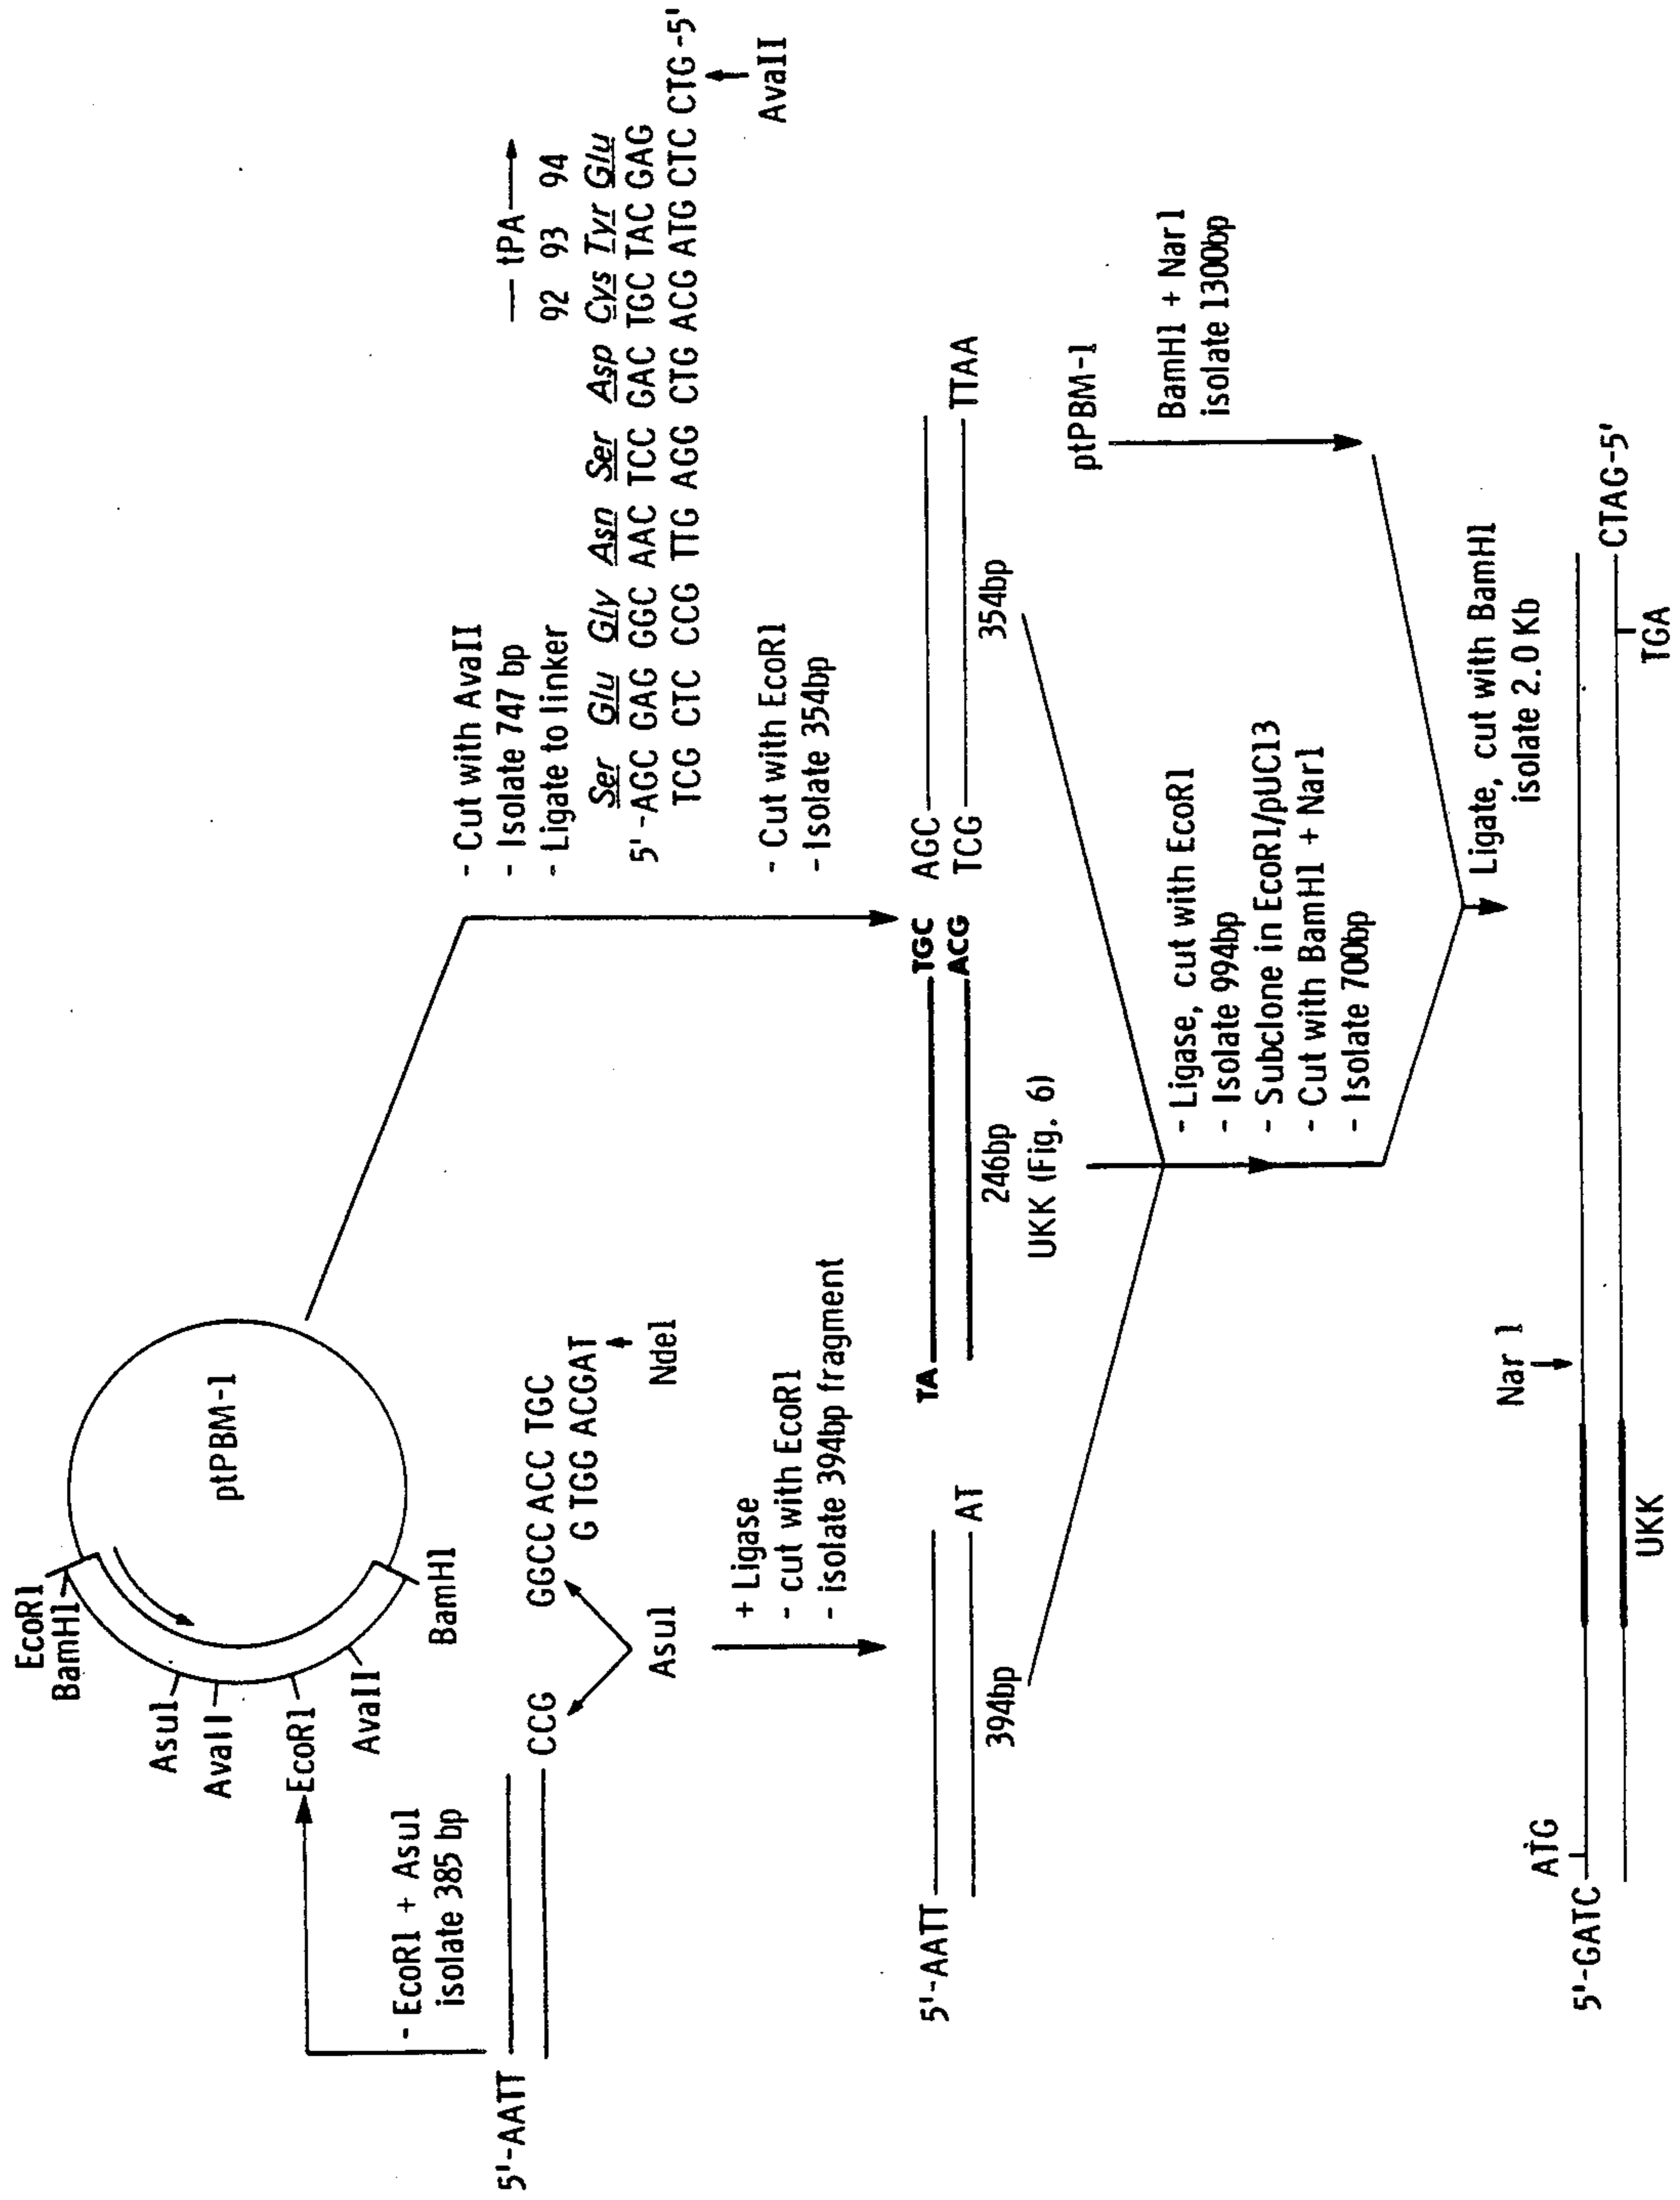 EcoR1
BamH1
AsuI
AvaII
EcoR1
AvaII
BamH1
ptPBM-1
- EcoR1 + AsuI
isolate 385 bp
5'-AATT
CCG
GGCC ACC TGC
G TGG ACGAT
NdeI
AsuI
- Cut with AvaII
- Isolate 747 bp
- Ligate to linker
— tPA →
92 93 94
Ser Glu Gly Asn Ser Asp Cys Tyr Glu
5'-AGC GAG GGC AAC TCC GAC TGC TAC GAG
TCG CTC CCG TTG AGG CTG ACG ATG CTC CTG-5'
AvaII
- Cut with EcoR1
- Isolate 354bp
+ Ligase
- cut with EcoR1
- isolate 394bp fragment
5'-AATT
AT
394bp
TA
TGC
ACG
246bp
UKK (Fig. 6)
AGC
TCG
TTAA
354bp
- Ligase, cut with EcoR1
- Isolate 994bp
- Subclone in EcoR1/pUC13
- Cut with BamH1 + Nar1
- Isolate 700bp
ptPBM-1
BamH1 + Nar1
isolate 1300bp
Ligate, cut with BamH1
isolate 2.0 Kb
5'-GATC
ATG
Nar 1
UKK
TGA
CTAG-5'